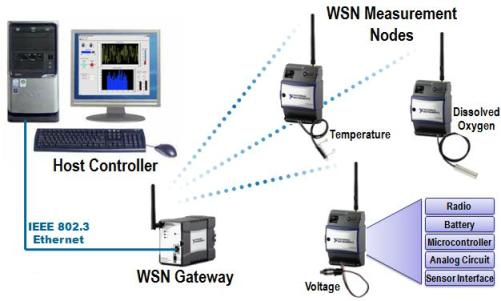 WSN Measurement
Nodes
Dissolved
Oxygen
Temperature
Host Controller
IEEE 802.3
Ethernet
WSN Gateway
Voltage
Radio
Battery
Microcontroller
Analog Circuit
Sensor Interface